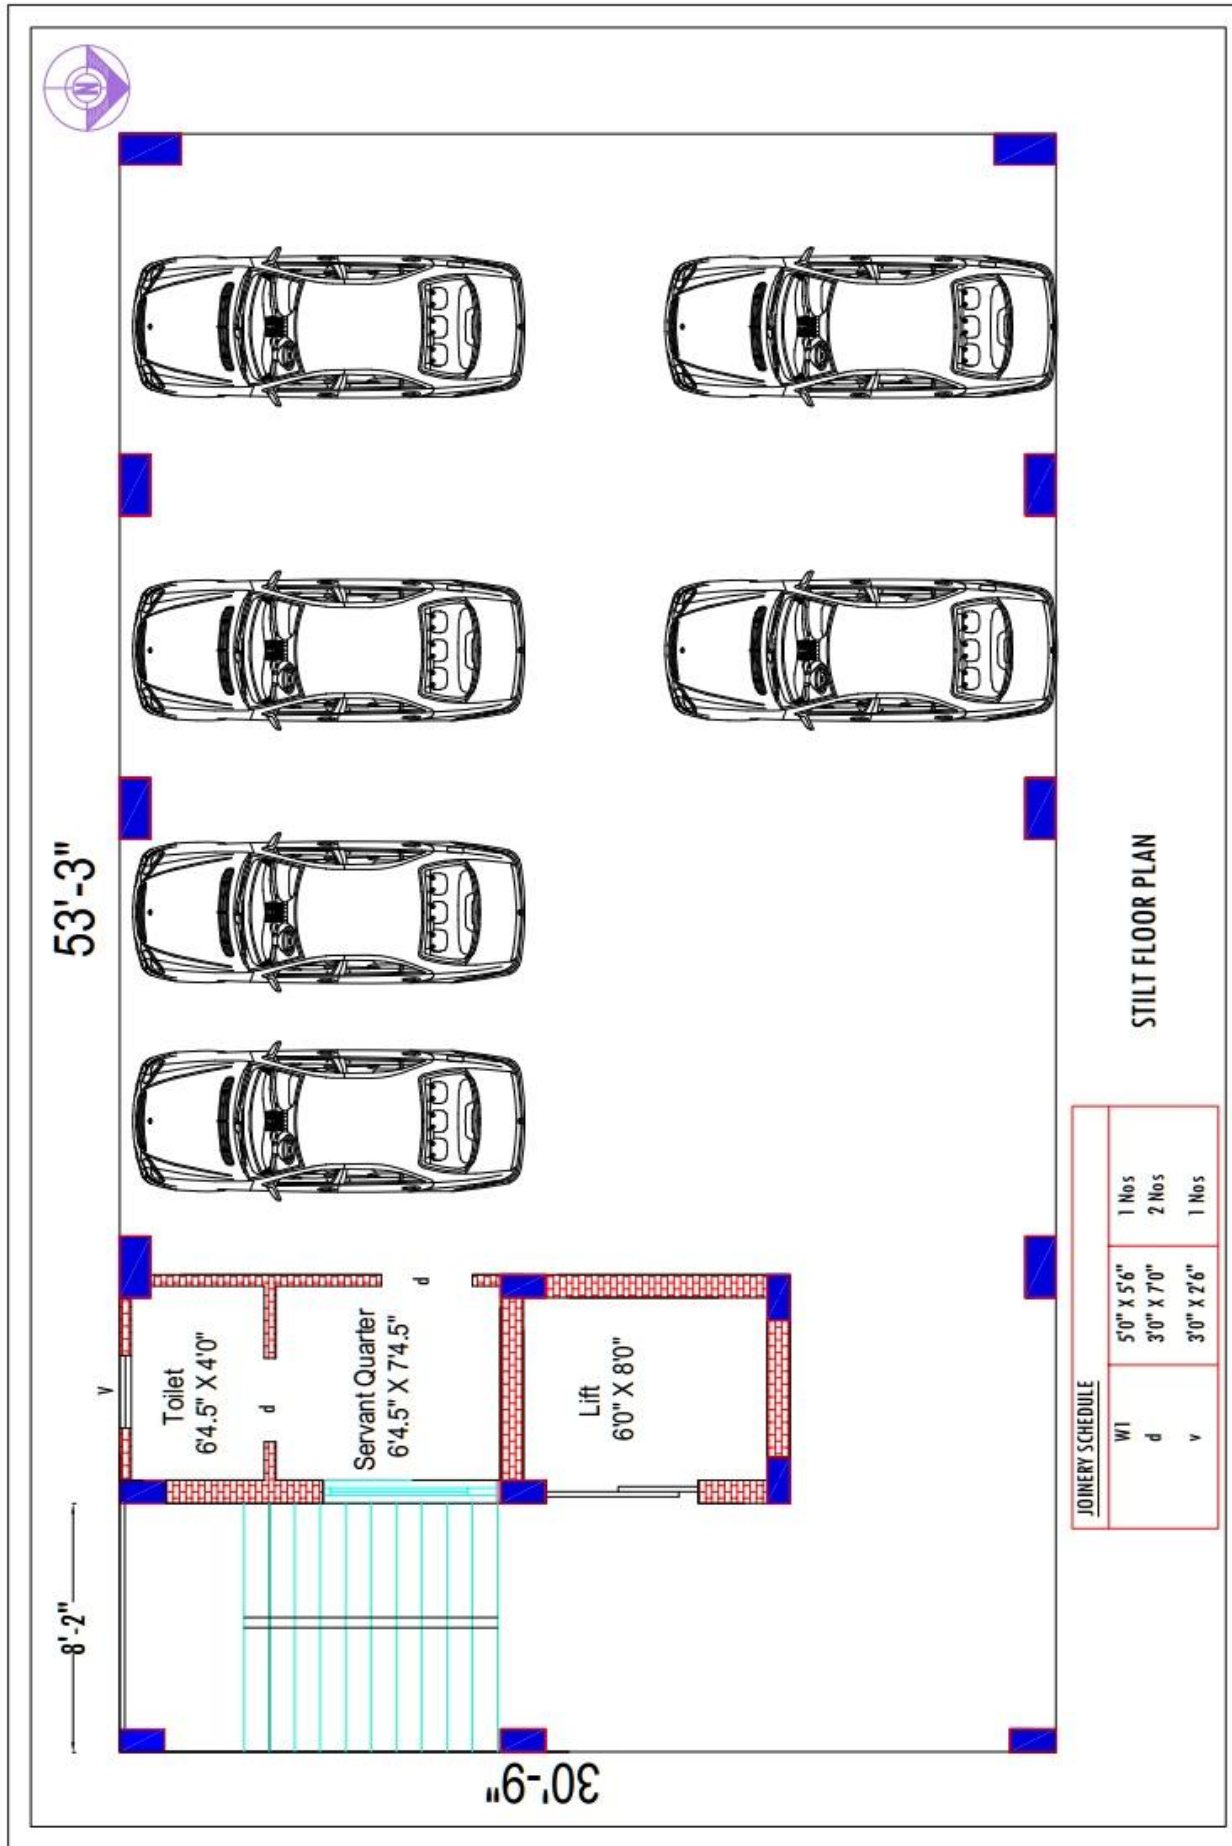 N
53'-3"
8'-2"
30'-9"
V
Toilet
6'4.5" X 4'0"
d
Servant Quarter
6'4.5" X 7'4.5"
d
Lift
6'0" X 8'0"
JOINERY SCHEDULE
W1 5'0" X 5'6" 1 Nos
d 3'0" X 7'0" 2 Nos
v 3'0" X 2'6" 1 Nos
STILT FLOOR PLAN